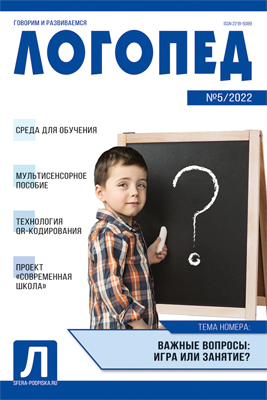 ГОВОРИМ И РАЗВИВАЕМСЯ
ISSN 2218-5089
ЛОГОПЕД
№5/2022
СРЕДА ДЛЯ ОБУЧЕНИЯ
МУЛЬТИСЕНСОРНОЕ
ПОСОБИЕ
ТЕХНОЛОГИЯ
QR-КОДИРОВАНИЯ
ПРОЕКТ
«СОВРЕМЕННАЯ
ШКОЛА»
?
ТЕМА НОМЕРА:
ВАЖНЫЕ ВОПРОСЫ:
ИГРА ИЛИ ЗАНЯТИЕ?
Л
SFERA-PODPISKA.RU